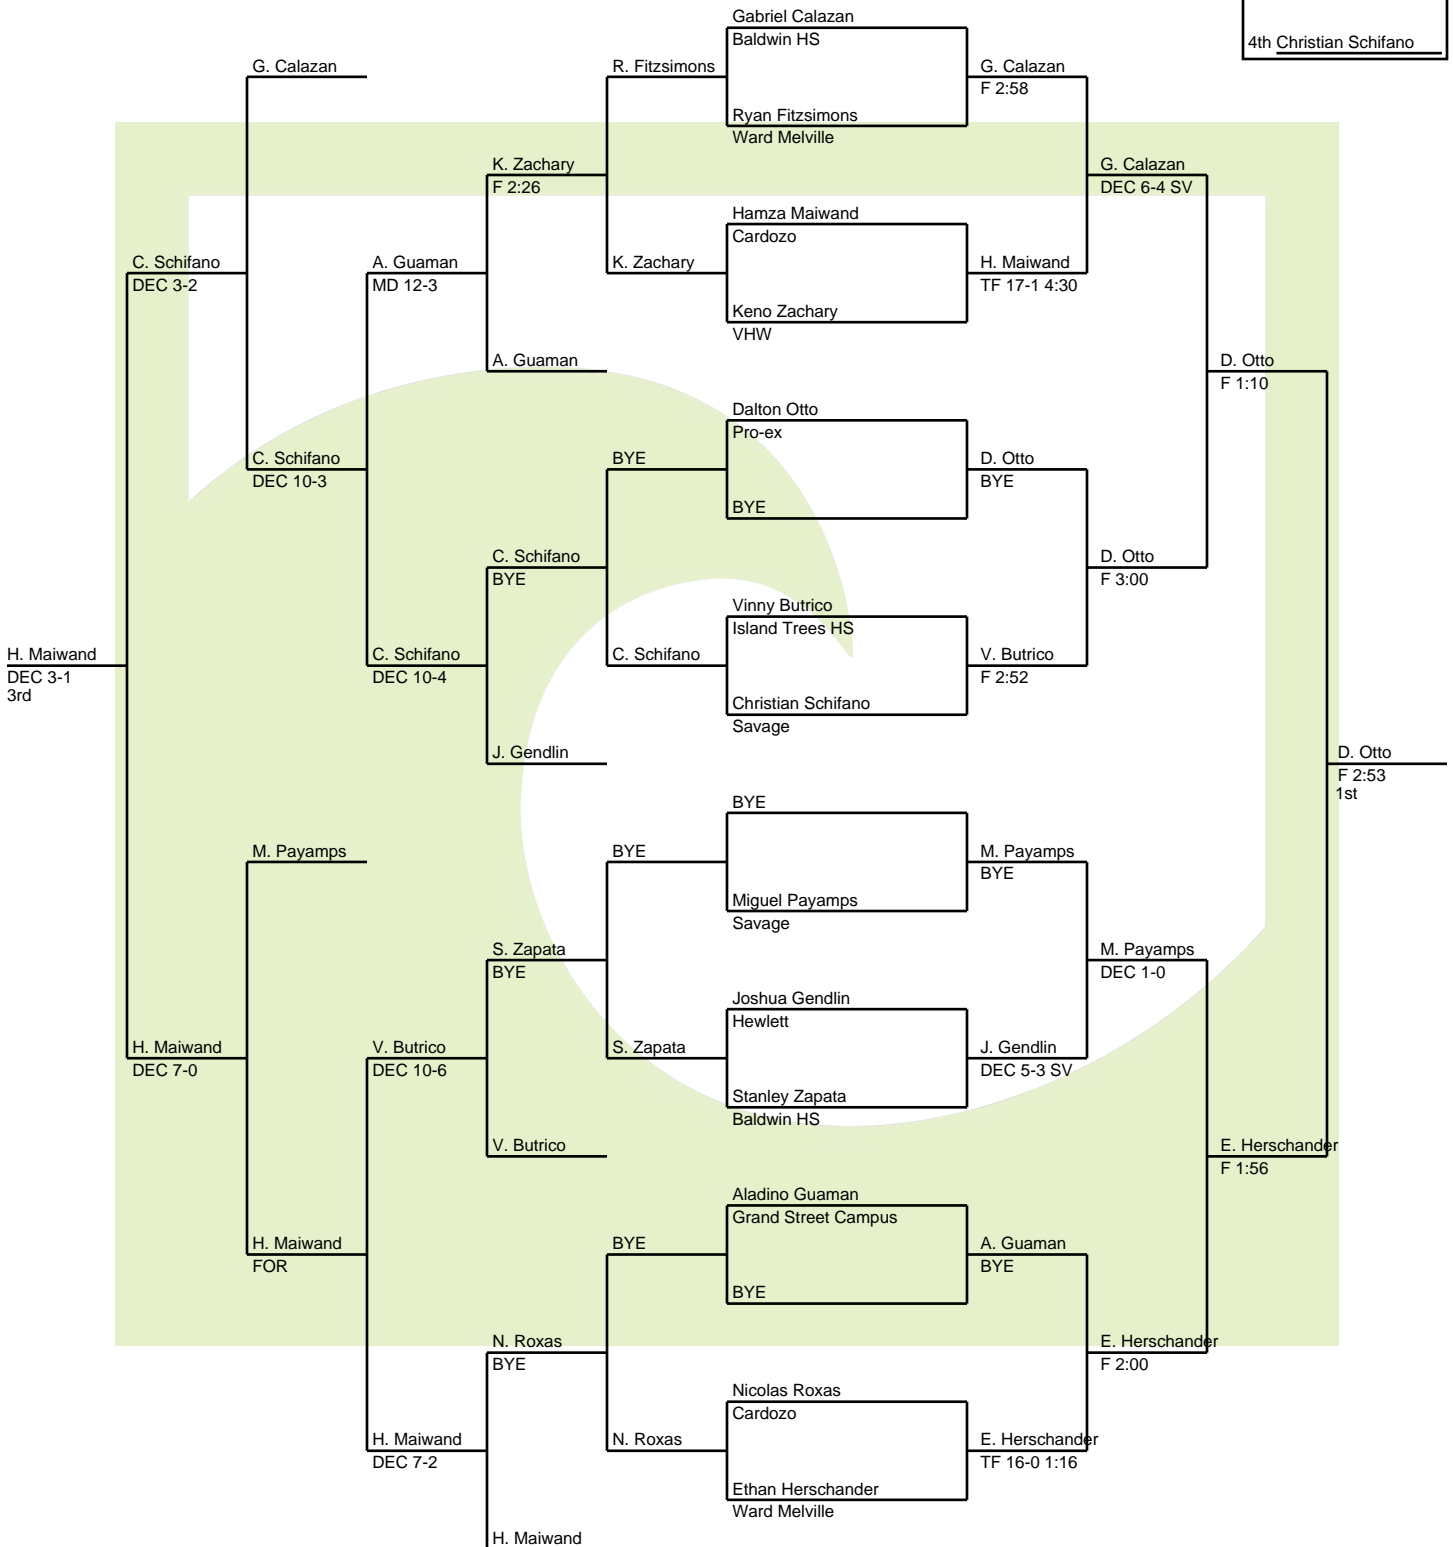 Gabriel Calazan
Baldwin HS
4th Christian Schifano
G. Calazan
R. Fitzsimons
G. Calazan
F 2:58
Ryan Fitzsimons
Ward Melville
K. Zachary
F 2:26
G. Calazan
DEC 6-4 SV
Hamza Maiwand
Cardozo
C. Schifano
DEC 3-2
A. Guaman
MD 12-3
K. Zachary
H. Maiwand
TF 17-1 4:30
Keno Zachary
VHW
A. Guaman
D. Otto
F 1:10
Dalton Otto
Pro-ex
C. Schifano
DEC 10-3
BYE
D. Otto
BYE
BYE
C. Schifano
BYE
D. Otto
F 3:00
Vinny Butrico
Island Trees HS
H. Maiwand
DEC 3-1
3rd
C. Schifano
DEC 10-4
C. Schifano
V. Butrico
F 2:52
Christian Schifano
Savage
J. Gendlin
D. Otto
F 2:53
1st
BYE
M. Payamps
BYE
M. Payamps
BYE
Miguel Payamps
Savage
S. Zapata
BYE
M. Payamps
DEC 1-0
Joshua Gendlin
Hewlett
H. Maiwand
DEC 7-0
V. Butrico
DEC 10-6
S. Zapata
J. Gendlin
DEC 5-3 SV
Stanley Zapata
Baldwin HS
V. Butrico
E. Herschander
F 1:56
Aladino Guaman
Grand Street Campus
H. Maiwand
FOR
BYE
A. Guaman
BYE
BYE
N. Roxas
BYE
E. Herschander
F 2:00
Nicolas Roxas
Cardozo
H. Maiwand
DEC 7-2
N. Roxas
E. Herschander
TF 16-0 1:16
Ethan Herschander
Ward Melville
H. Maiwand